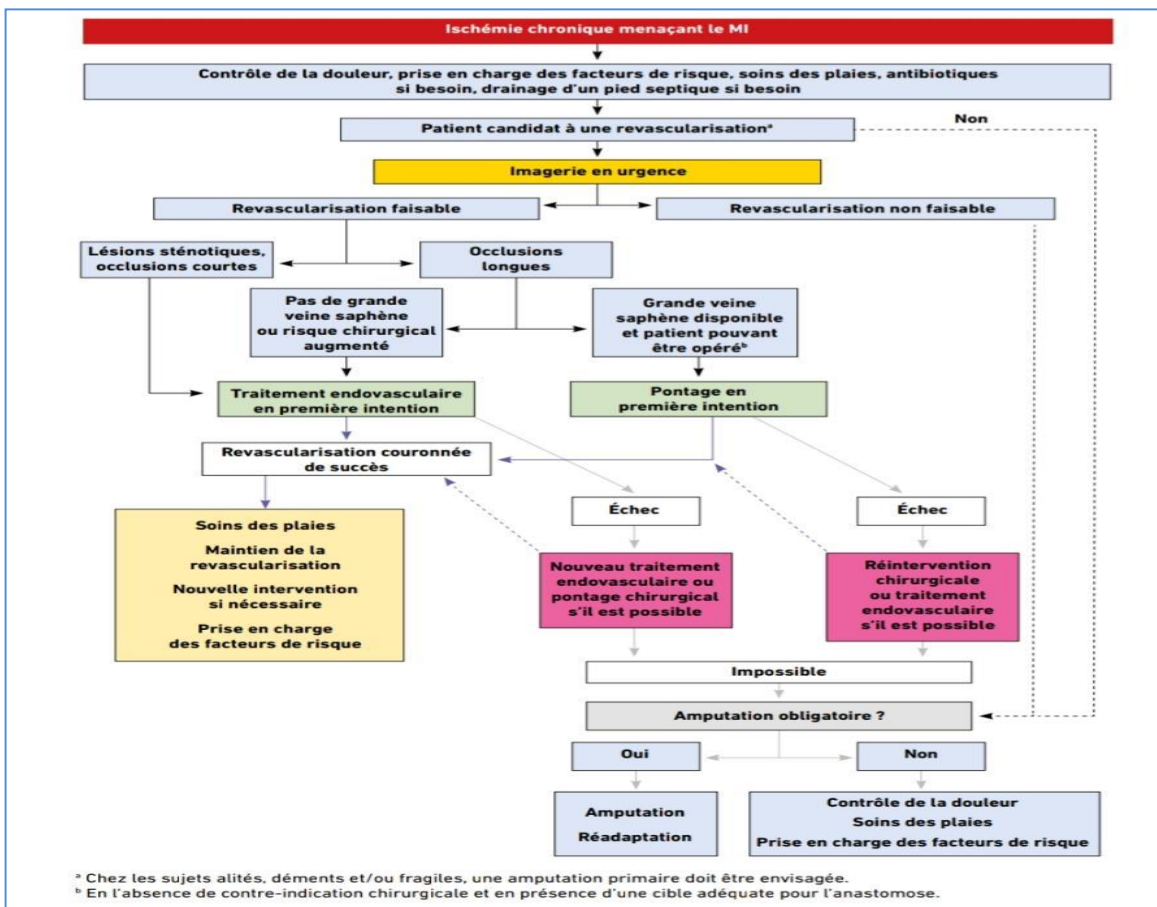 Ischémie chronique menaçant le MI
Contrôle de la douleur, prise en charge des facteurs de risque, soins des plaies, antibiotiques
si besoin, drainage d'un pied septique si besoin
Patient candidat à une revascularisationᵃ
Non
Imagerie en urgence
Revascularisation faisable
Revascularisation non faisable
Lésions sténotiques,
occlusions courtes
Occlusions
longues
Pas de grande
veine saphène
ou risque chirurgical
augmenté
Grande veine
saphène disponible
et patient pouvant
être opéréᵇ
Traitement endovasculaire
en première intention
Pontage en
première intention
Revascularisation couronnée
de succès
Échec
Échec
Soins des plaies
Maintien de la
revascularisation
Nouvelle intervention
si nécessaire
Prise en charge
des facteurs de risque
Nouveau traitement
endovasculaire ou
pontage chirurgical
s'il est possible
Réintervention
chirurgicale
ou traitement
endovasculaire
s'il est possible
Impossible
Amputation obligatoire ?
Oui
Non
Amputation
Réadaptation
Contrôle de la douleur
Soins des plaies
Prise en charge des facteurs de risque
ᵃ Chez les sujets alités, déments et/ou fragiles, une amputation primaire doit être envisagée.
ᵇ En l'absence de contre-indication chirurgicale et en présence d'une cible adéquate pour l'anastomose.